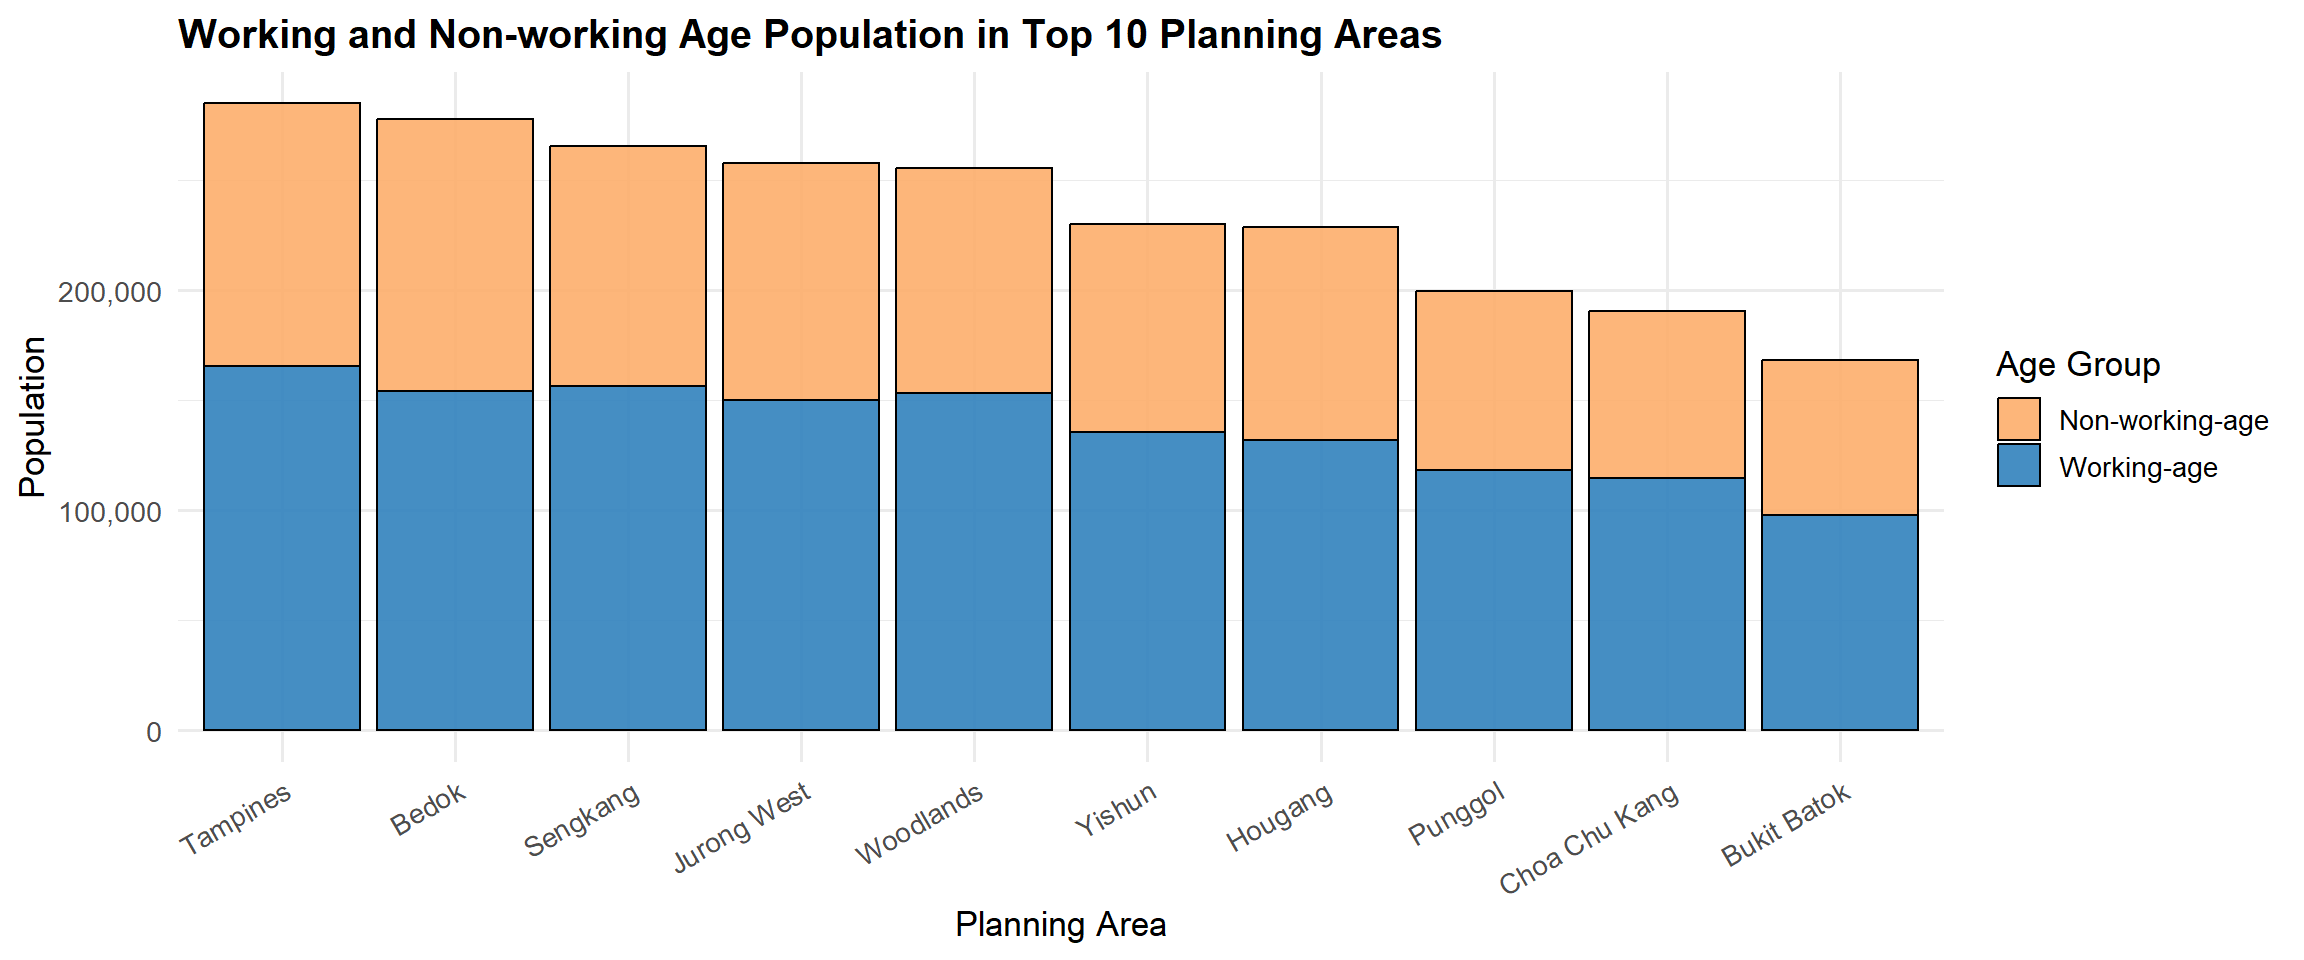 Working and Non-working Age Population in Top 10 Planning Areas
Population
200,000
100,000
0
Tampines
Bedok
Sengkang
Jurong West
Woodlands
Yishun
Hougang
Punggol
Choa Chu Kang
Bukit Batok
Planning Area
Age Group
Non-working-age
Working-age